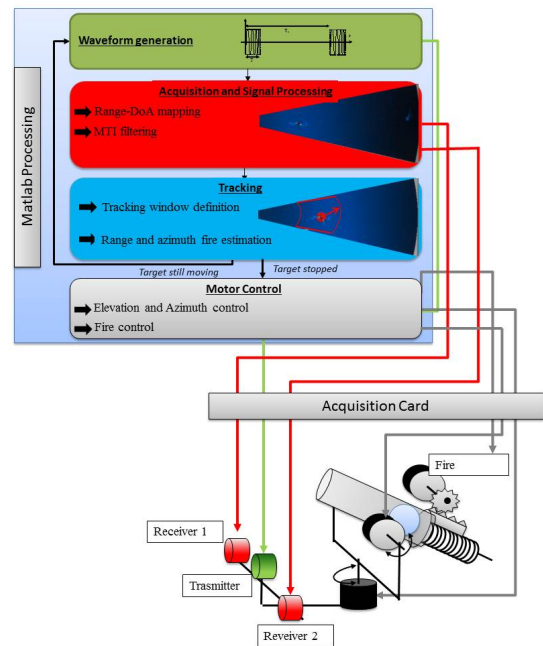 Waveform generation
Acquisition and Signal Processing
Range-DoA mapping
MTI filtering
Matlab Processing
Tracking
Tracking window definition
Range and azimuth fire estimation
Target still moving
Target stopped
Motor Control
Elevation and Azimuth control
Fire control
Acquisition Card
Fire
Receiver 1
Trasmitter
Reveiver 2